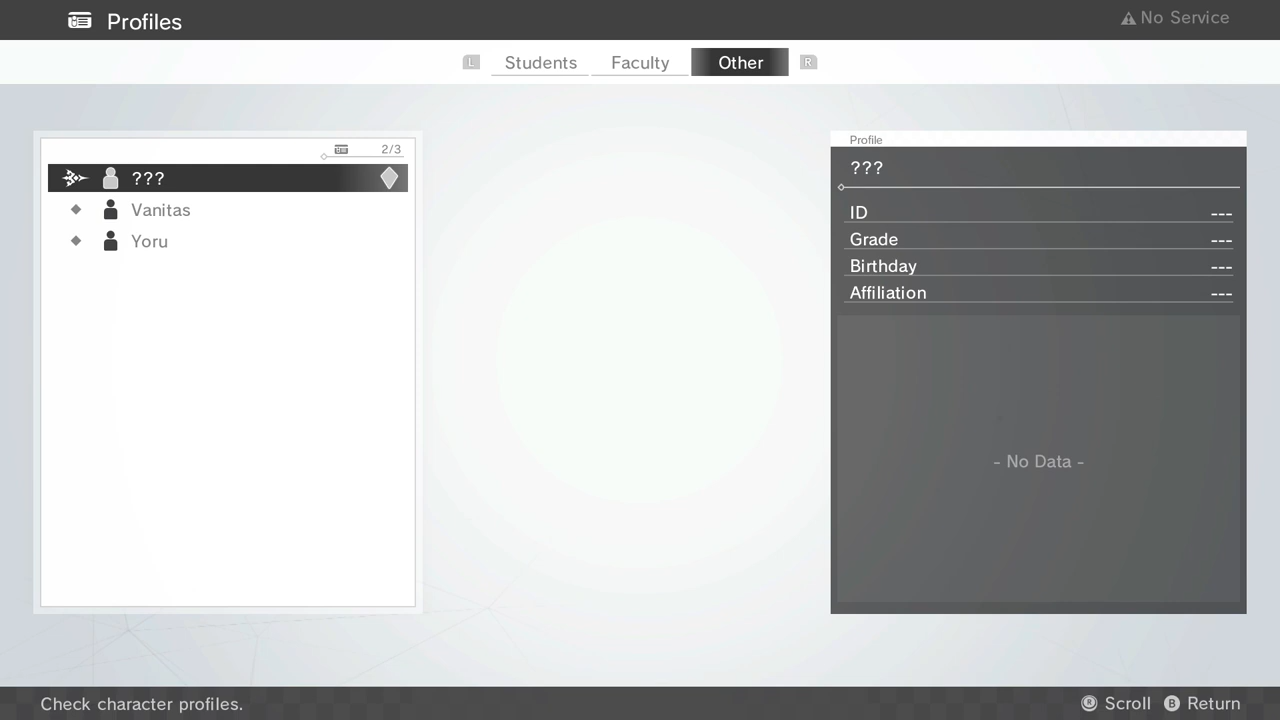 Profiles
No Service
L
Students
Faculty
Other
R
2/3
???
Vanitas
Yoru
Profile
???
ID ---
Grade ---
Birthday ---
Affiliation ---
- No Data -
Check character profiles.
R Scroll B Return